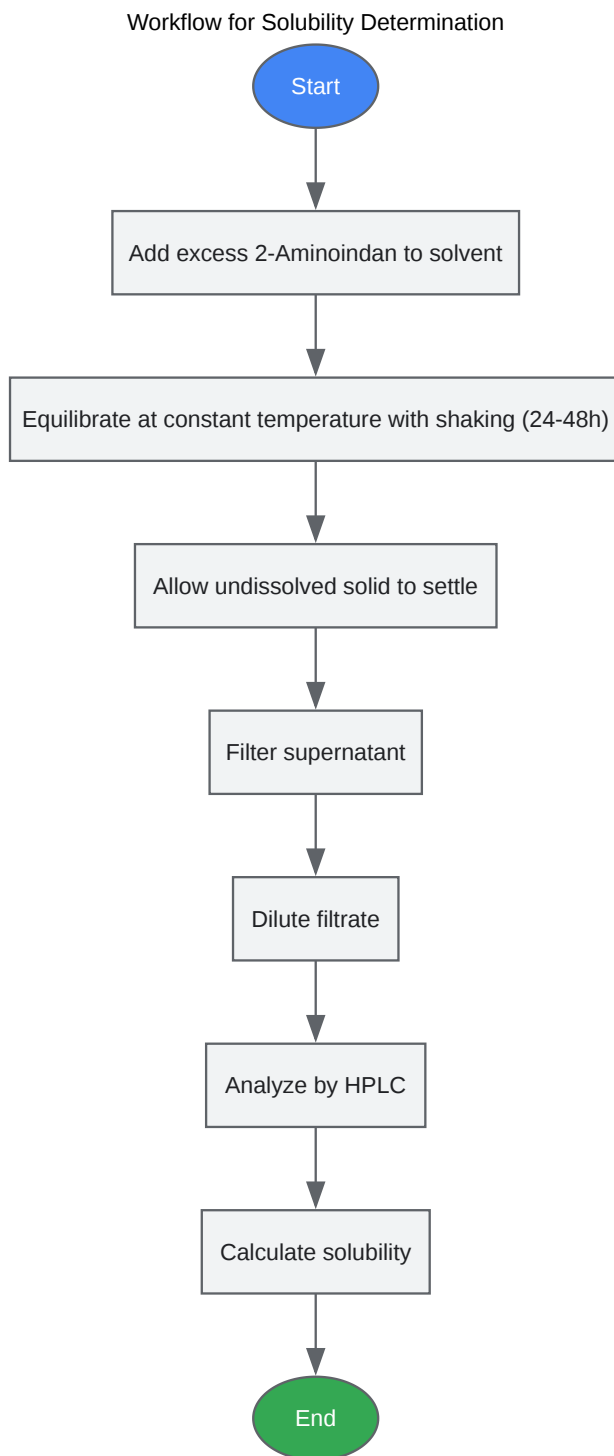 Workflow for Solubility Determination
Start
Add excess 2-Aminoindan to solvent
Equilibrate at constant temperature with shaking (24-48h)
Allow undissolved solid to settle
Filter supernatant
Dilute filtrate
Analyze by HPLC
Calculate solubility
End